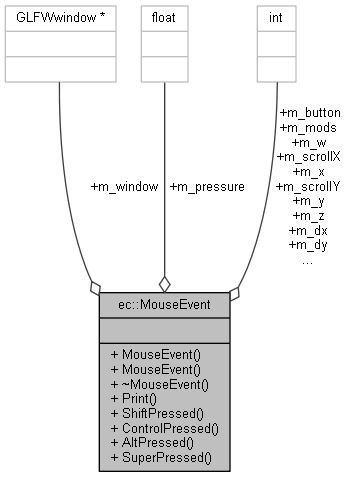 GLFWwindow *
float
int
+m_button
+m_mods
+m_w
+m_scrollX
+m_x
+m_scrollY
+m_y
+m_z
+m_dx
+m_dy
...
+m_window
+m_pressure
ec::MouseEvent
+ MouseEvent()
+ MouseEvent()
+ ~MouseEvent()
+ Print()
+ ShiftPressed()
+ ControlPressed()
+ AltPressed()
+ SuperPressed()